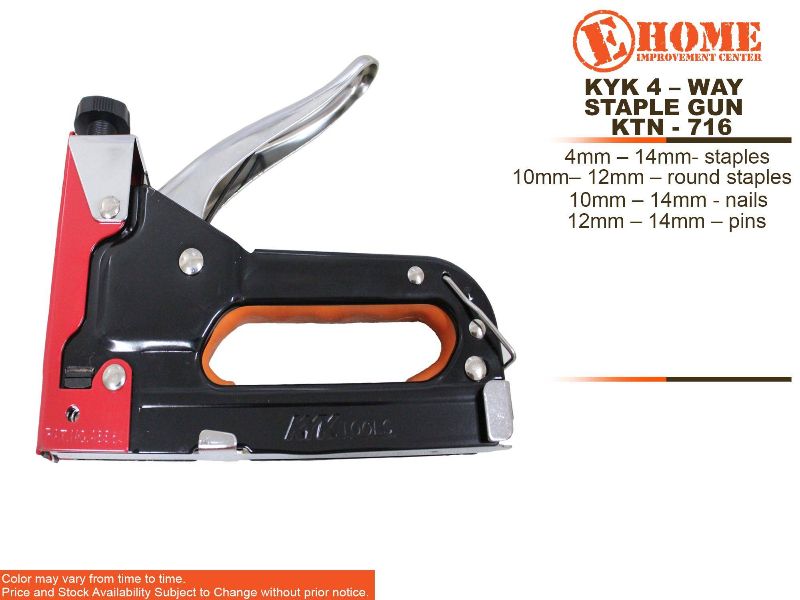 E HOME
IMPROVEMENT CENTER
KYK 4 – WAY
STAPLE GUN
KTN - 716
4mm – 14mm- staples
10mm– 12mm – round staples
10mm – 14mm - nails
12mm – 14mm – pins
KYK TOOLS
PAT.NO.
Color may vary from time to time.
Price and Stock Availability Subject to Change without prior notice.